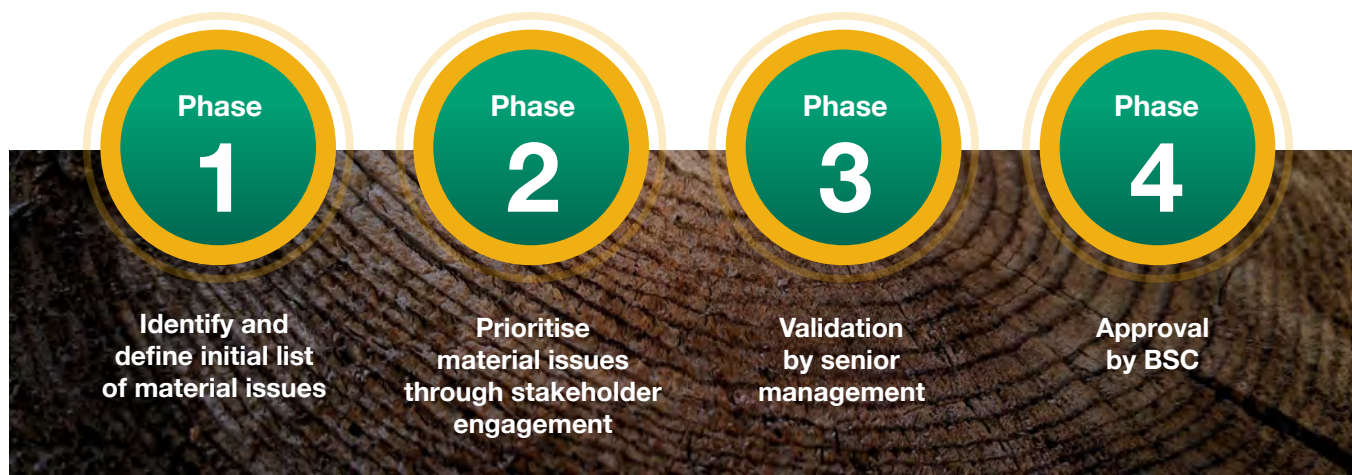 Phase
1
Identify and
define initial list
of material issues
Phase
2
Prioritise
material issues
through stakeholder
engagement
Phase
3
Validation
by senior
management
Phase
4
Approval
by BSC